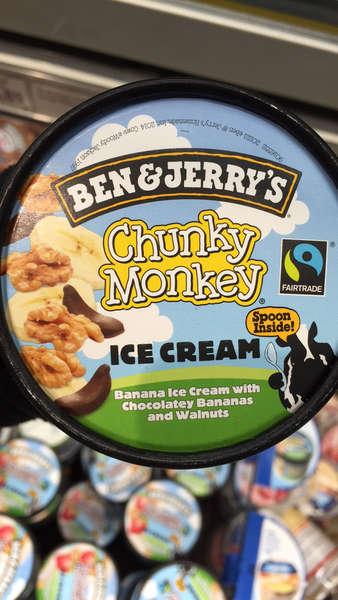 BEN & JERRY'S
Chunky
Monkey®
ICE CREAM
FAIRTRADE
Spoon
Inside!
Banana Ice Cream with
Chocolatey Bananas
and Walnuts